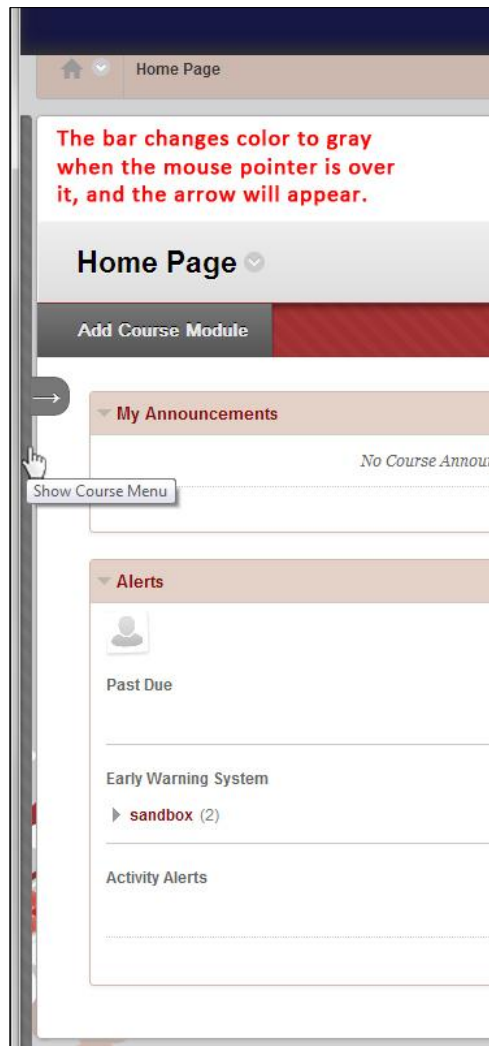 Home Page
The bar changes color to gray
when the mouse pointer is over
it, and the arrow will appear.
Home Page
Add Course Module
My Announcements
No Course
Show Course Menu
Alerts
Past Due
Early Warning System
sandbox (2)
Activity Alerts